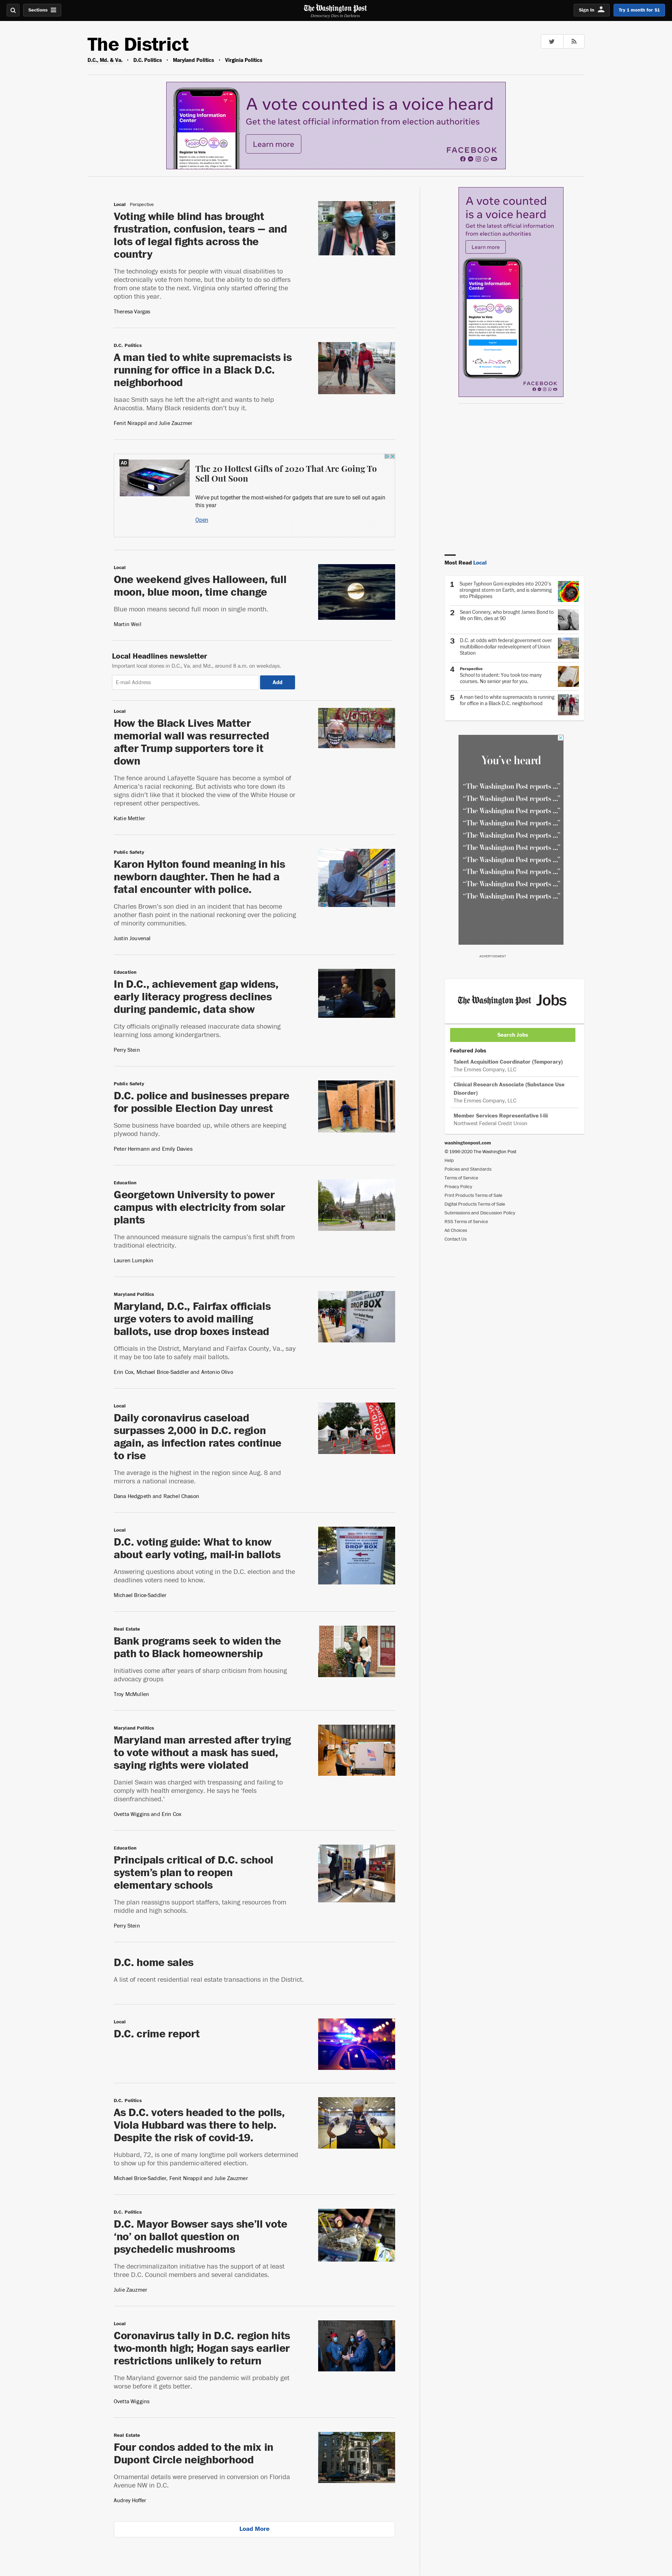 Sections
The Washington Post
Democracy Dies in Darkness
Sign In
Try 1 month for $1
The District
D.C., Md. & Va. • D.C. Politics • Maryland Politics • Virginia Politics
Voting Information Center
A vote counted is a voice heard
Get the latest official information from election authorities
Learn more
FACEBOOK
Local Perspective
Voting while blind has brought
frustration, confusion, tears — and
lots of legal fights across the
country
The technology exists for people with visual disabilities to
electronically vote from home, but the ability to do so differs
from one state to the next. Virginia only started offering the
option this year.
Theresa Vargas
D.C. Politics
A man tied to white supremacists is
running for office in a Black D.C.
neighborhood
Isaac Smith says he left the alt-right and wants to help
Anacostia. Many Black residents don't buy it.
Fenit Nirappil and Julie Zauzmer
AD
The 20 Hottest Gifts of 2020 That Are Going To
Sell Out Soon
We've put together the most-wished-for gadgets that are sure to sell out again
this year
Open
Local
One weekend gives Halloween, full
moon, blue moon, time change
Blue moon means second full moon in single month.
Martin Weil
Local Headlines newsletter
Important local stories in D.C., Va. and Md., around 8 a.m. on weekdays.
E-mail Address
Add
Local
How the Black Lives Matter
memorial wall was resurrected
after Trump supporters tore it
down
The fence around Lafayette Square has become a symbol of
America's racial reckoning. But activists who tore down its
signs didn't like that it blocked the view of the White House or
represent other perspectives.
Katie Mettler
Public Safety
Karon Hylton found meaning in his
newborn daughter. Then he had a
fatal encounter with police.
Charles Brown's son died in an incident that has become
another flash point in the national reckoning over the policing
of minority communities.
Justin Jouvenal
Education
In D.C., achievement gap widens,
early literacy progress declines
during pandemic, data show
City officials originally released inaccurate data showing
learning loss among kindergartners.
Perry Stein
Public Safety
D.C. police and businesses prepare
for possible Election Day unrest
Some business have boarded up, while others are keeping
plywood handy.
Peter Hermann and Emily Davies
Education
Georgetown University to power
campus with electricity from solar
plants
The announced measure signals the campus's first shift from
traditional electricity.
Lauren Lumpkin
Maryland Politics
Maryland, D.C., Fairfax officials
urge voters to avoid mailing
ballots, use drop boxes instead
Officials in the District, Maryland and Fairfax County, Va., say
it may be too late to safely mail ballots.
Erin Cox, Michael Brice-Saddler and Antonio Olivo
Local
Daily coronavirus caseload
surpasses 2,000 in D.C. region
again, as infection rates continue
to rise
The average is the highest in the region since Aug. 8 and
mirrors a national increase.
Dana Hedgpeth and Rachel Chason
Local
D.C. voting guide: What to know
about early voting, mail-in ballots
Answering questions about voting in the D.C. election and the
deadlines voters need to know.
Michael Brice-Saddler
Real Estate
Bank programs seek to widen the
path to Black homeownership
Initiatives come after years of sharp criticism from housing
advocacy groups
Troy McMullen
Maryland Politics
Maryland man arrested after trying
to vote without a mask has sued,
saying rights were violated
Daniel Swain was charged with trespassing and failing to
comply with health emergency. He says he 'feels
disenfranchised.'
Ovetta Wiggins and Erin Cox
Education
Principals critical of D.C. school
system's plan to reopen
elementary schools
The plan reassigns support staffers, taking resources from
middle and high schools.
Perry Stein
D.C. home sales
A list of recent residential real estate transactions in the District.
Local
D.C. crime report
D.C. Politics
As D.C. voters headed to the polls,
Viola Hubbard was there to help.
Despite the risk of covid-19.
Hubbard, 72, is one of many longtime poll workers determined
to show up for this pandemic-altered election.
Michael Brice-Saddler, Fenit Nirappil and Julie Zauzmer
D.C. Politics
D.C. Mayor Bowser says she'll vote
'no' on ballot question on
psychedelic mushrooms
The decriminalizaiton initiative has the support of at least
three D.C. Council members and several candidates.
Julie Zauzmer
Local
Coronavirus tally in D.C. region hits
two-month high; Hogan says earlier
restrictions unlikely to return
The Maryland governor said the pandemic will probably get
worse before it gets better.
Ovetta Wiggins
Real Estate
Four condos added to the mix in
Dupont Circle neighborhood
Ornamental details were preserved in conversion on Florida
Avenue NW in D.C.
Audrey Hoffer
Load More
A vote counted
is a voice heard
Get the latest official information
from election authorities
Learn more
Voting Information
Center
Register to Vote
FACEBOOK
Most Read Local
1 Super Typhoon Goni explodes into 2020's
strongest storm on Earth, and is slamming
into Philippines
2 Sean Connery, who brought James Bond to
life on film, dies at 90
3 D.C. at odds with federal government over
multibillion-dollar redevelopment of Union
Station
4 Perspective
School to student: You took too many
courses. No senior year for you.
5 A man tied to white supremacists is running
for office in a Black D.C. neighborhood
You've heard
"The Washington Post reports ..."
"The Washington Post reports ..."
"The Washington Post reports ..."
"The Washington Post reports ..."
"The Washington Post reports ..."
"The Washington Post reports ..."
"The Washington Post reports ..."
"The Washington Post reports ..."
"The Washington Post reports ..."
"The Washington Post reports ..."
ADVERTISEMENT
The Washington Post Jobs
Search Jobs
Featured Jobs
Talent Acquisition Coordinator (Temporary)
The Emmes Company, LLC
Clinical Research Associate (Substance Use
Disorder)
The Emmes Company, LLC
Member Services Representative I-III
Northwest Federal Credit Union
washingtonpost.com
© 1996-2020 The Washington Post
Help
Policies and Standards
Terms of Service
Privacy Policy
Print Products Terms of Sale
Digital Products Terms of Sale
Submissions and Discussion Policy
RSS Terms of Service
Ad Choices
Contact Us